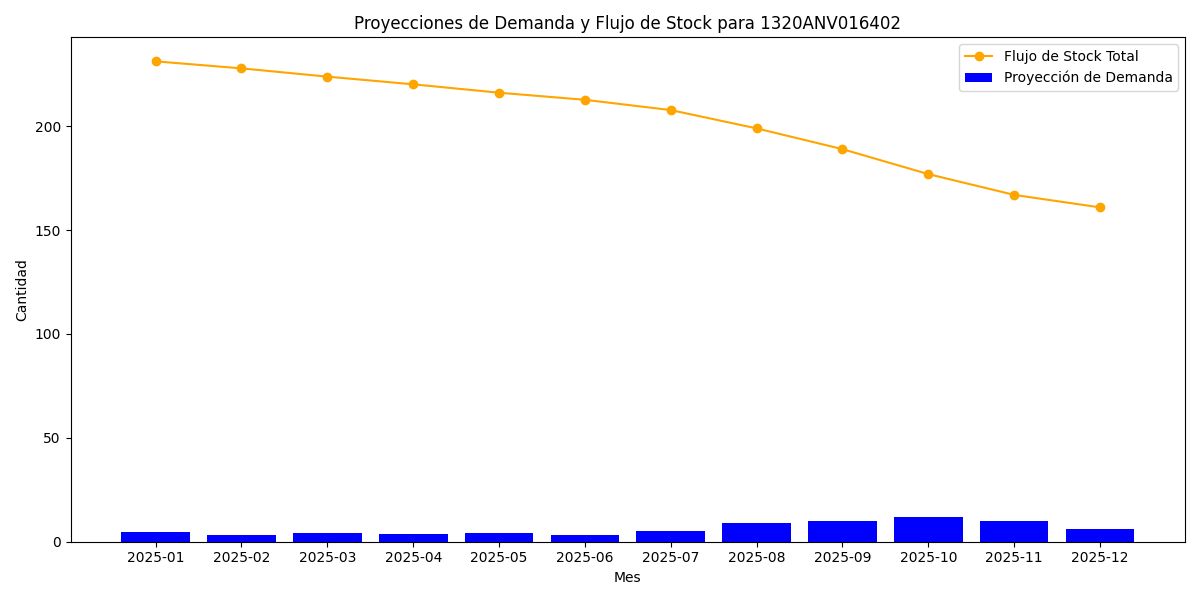 Proyecciones de Demanda y Flujo de Stock para 1320ANV016402
Flujo de Stock Total
Proyección de Demanda
Cantidad
200
150
100
50
0
2025-01 2025-02 2025-03 2025-04 2025-05 2025-06 2025-07 2025-08 2025-09 2025-10 2025-11 2025-12
Mes